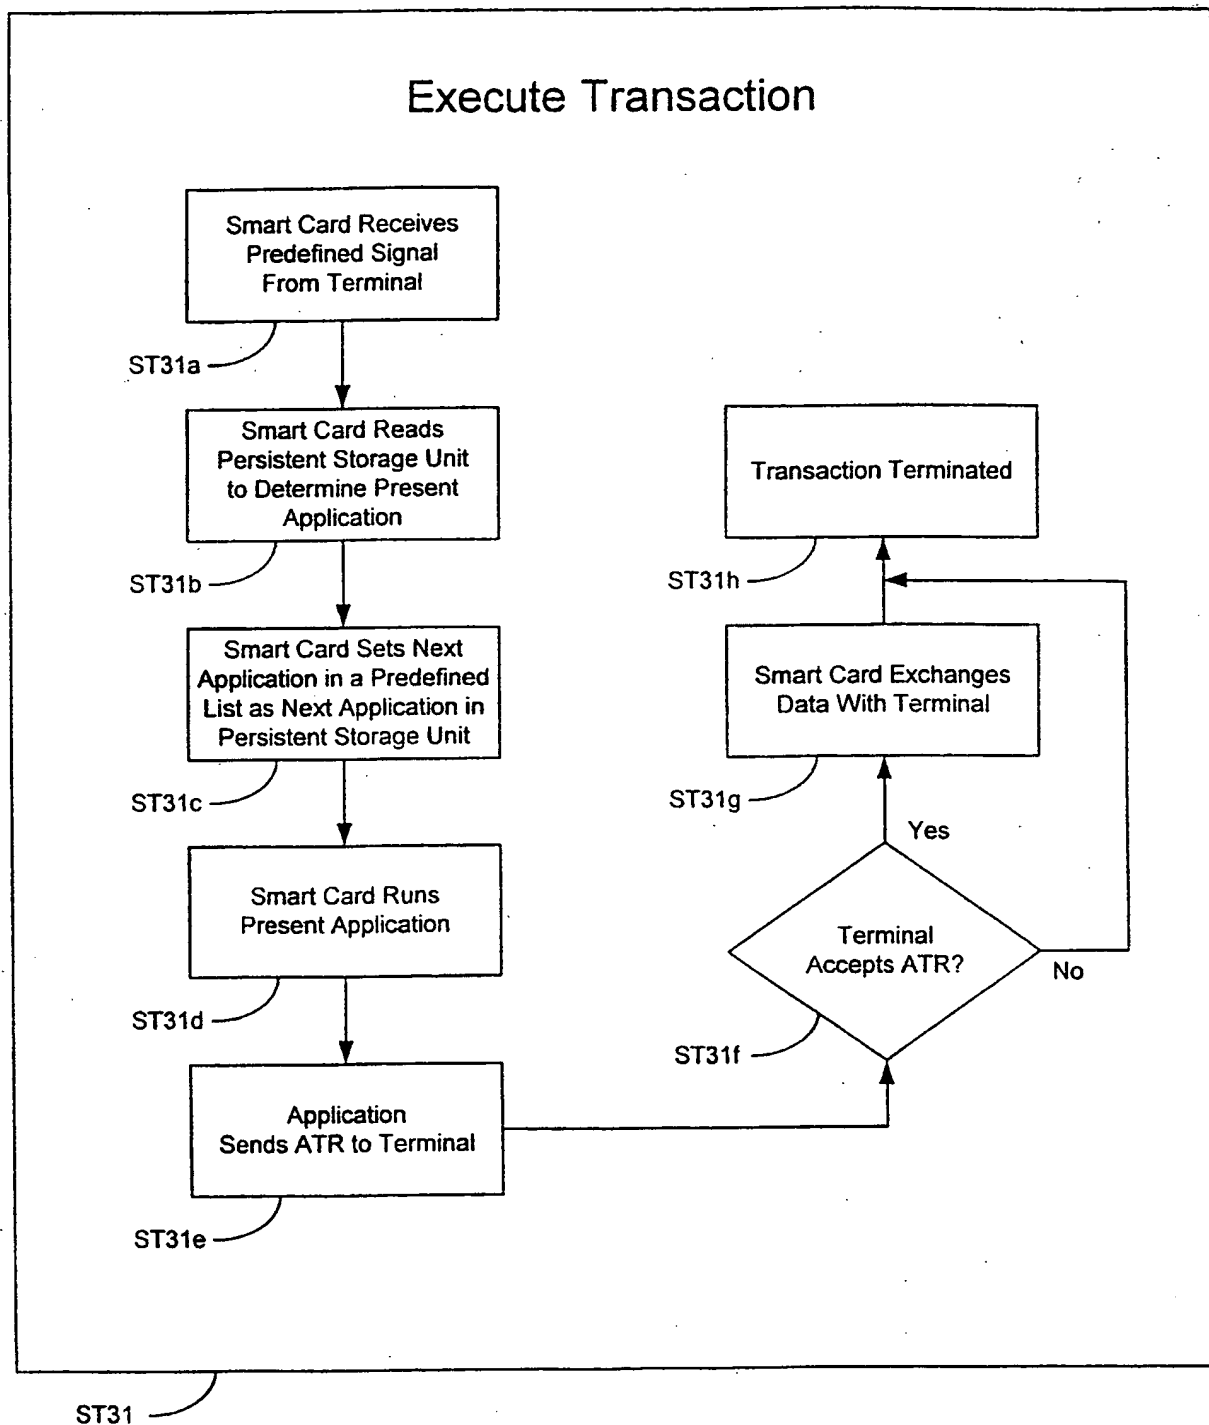 Execute Transaction
Smart Card Receives
Predefined Signal
From Terminal
ST31a
Smart Card Reads
Persistent Storage Unit
to Determine Present
Application
ST31b
Smart Card Sets Next
Application in a Predefined
List as Next Application in
Persistent Storage Unit
ST31c
Smart Card Runs
Present Application
ST31d
Application
Sends ATR to Terminal
ST31e
Transaction Terminated
ST31h
Smart Card Exchanges
Data With Terminal
ST31g
Yes
Terminal
Accepts ATR?
No
ST31f
ST31